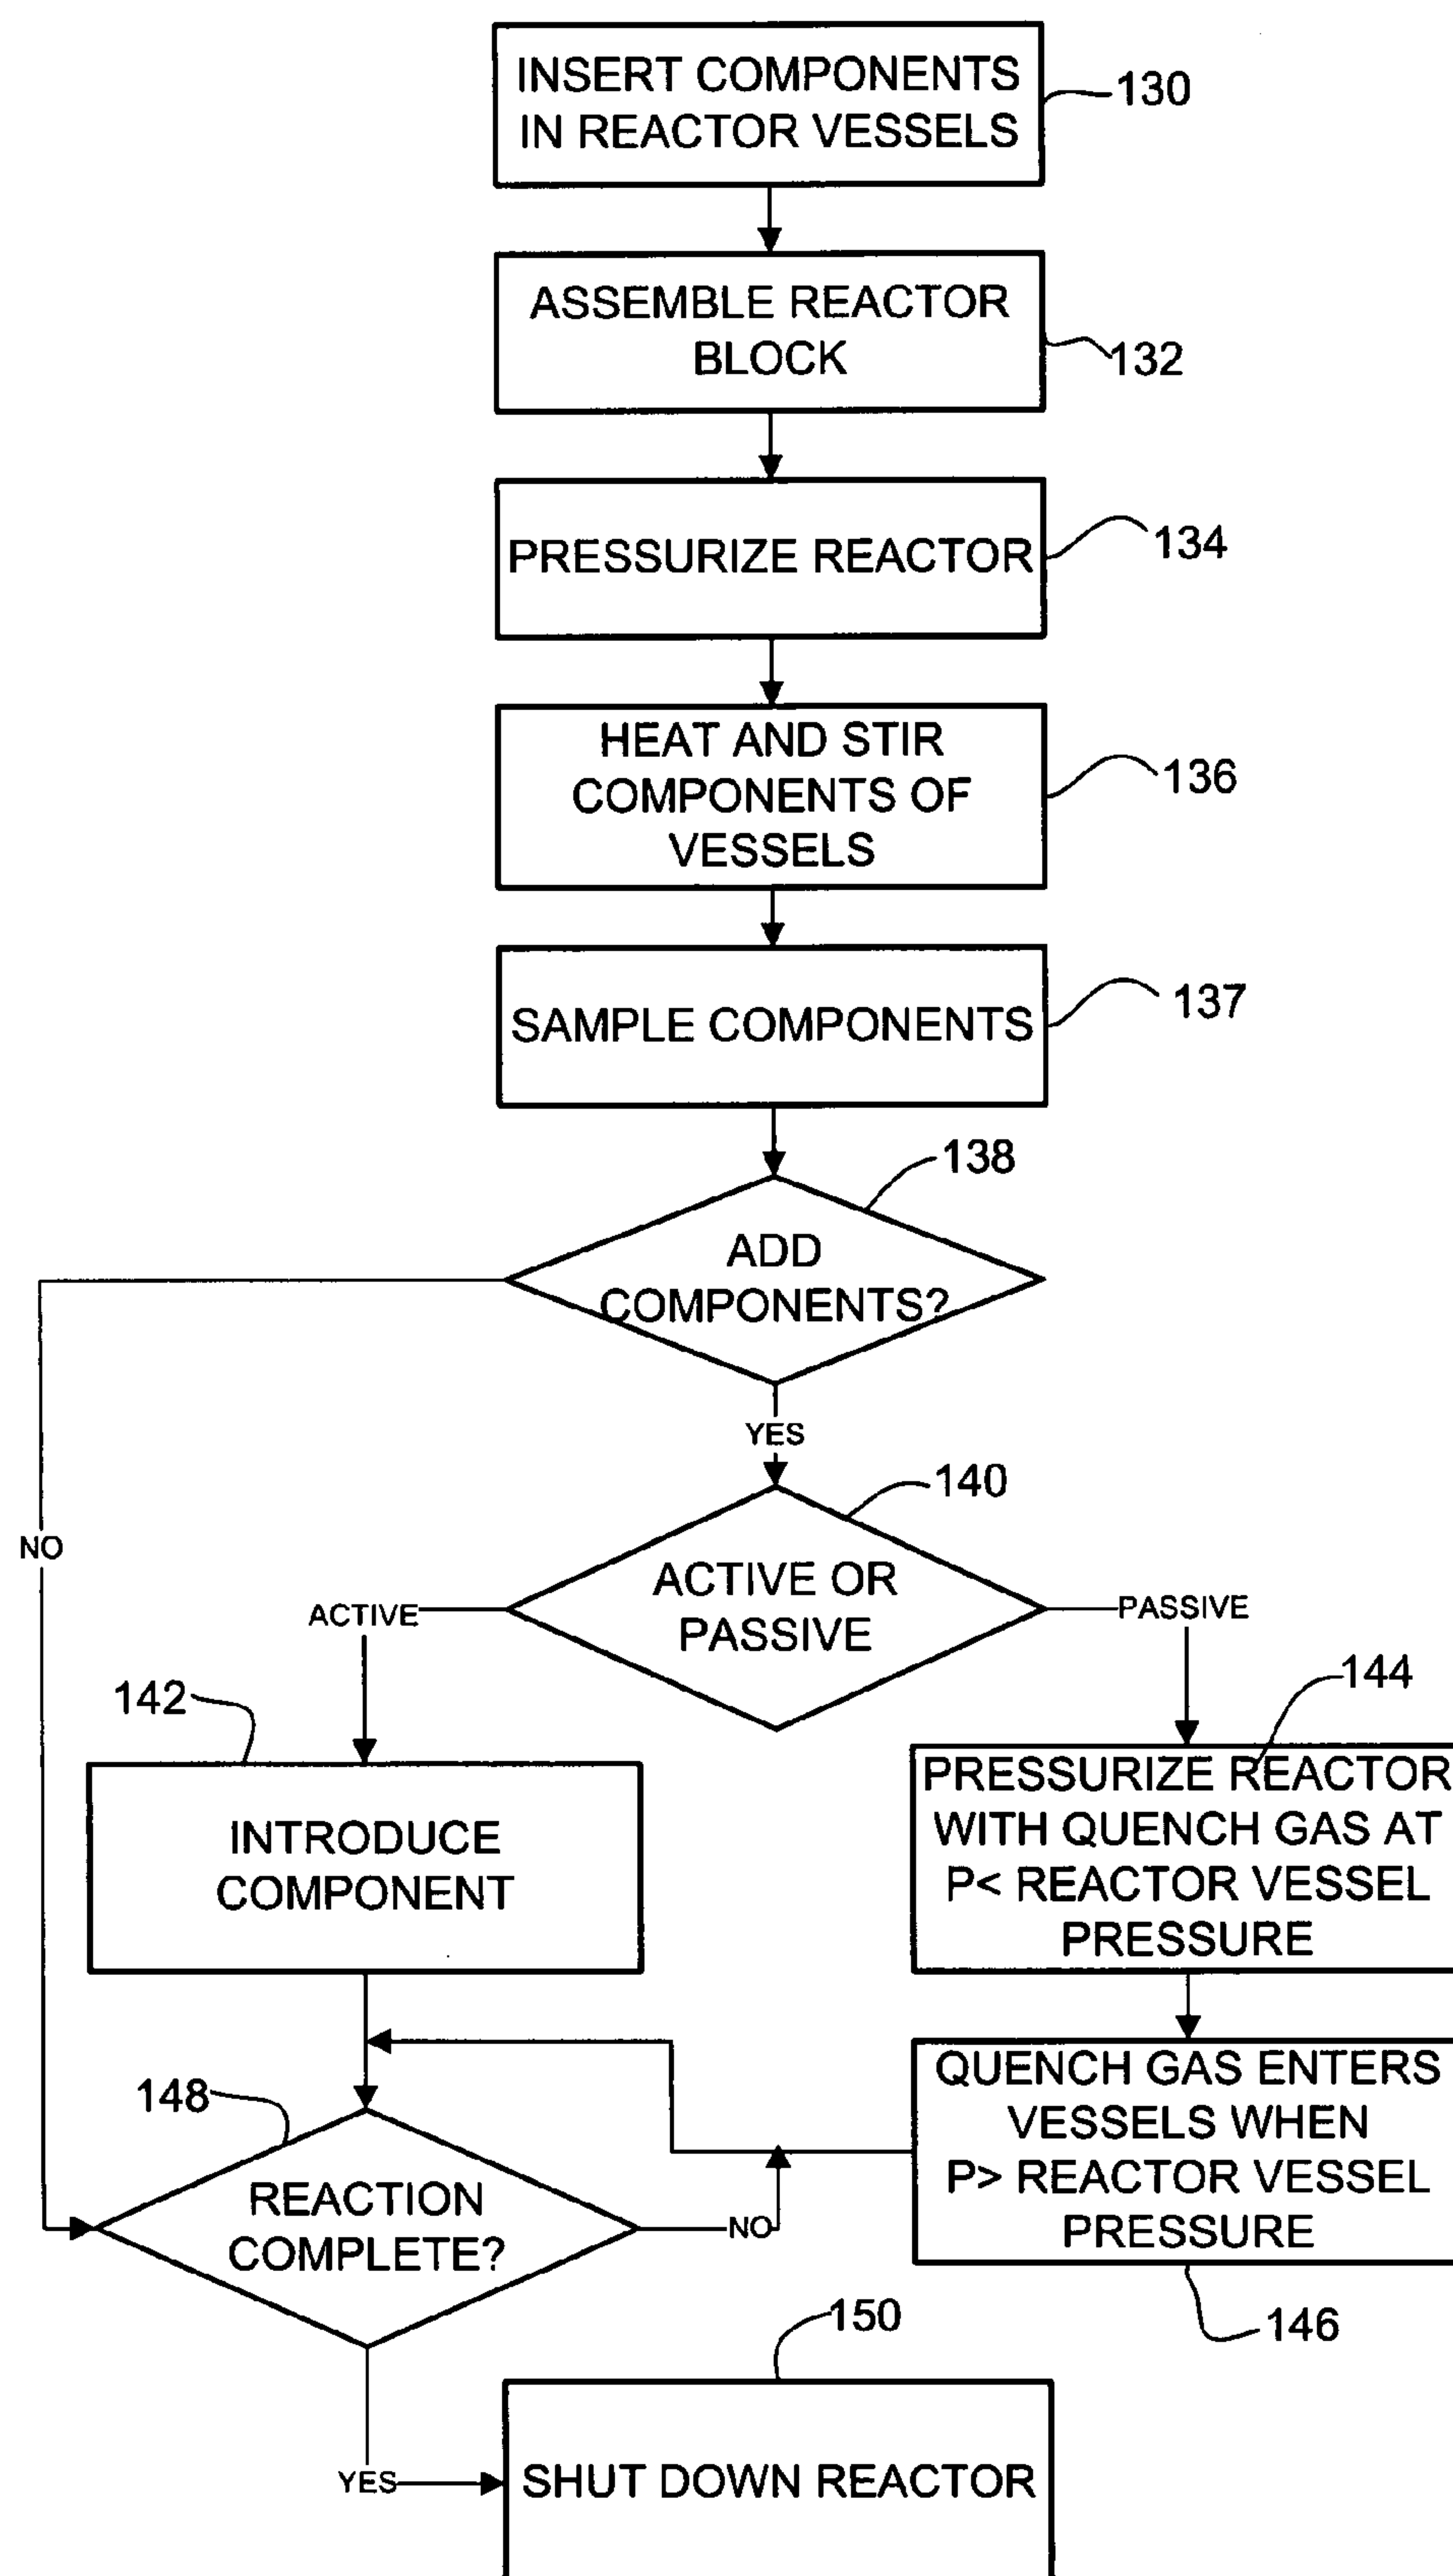 INSERT COMPONENTS
IN REACTOR VESSELS
130
ASSEMBLE REACTOR
BLOCK
132
PRESSURIZE REACTOR
134
HEAT AND STIR
COMPONENTS OF
VESSELS
136
SAMPLE COMPONENTS
137
138
ADD
COMPONENTS?
YES
NO
140
ACTIVE OR
PASSIVE
ACTIVE
PASSIVE
142
INTRODUCE
COMPONENT
144
PRESSURIZE REACTOR
WITH QUENCH GAS AT
P< REACTOR VESSEL
PRESSURE
QUENCH GAS ENTERS
VESSELS WHEN
P> REACTOR VESSEL
PRESSURE
146
148
REACTION
COMPLETE?
NO
YES
150
SHUT DOWN REACTOR